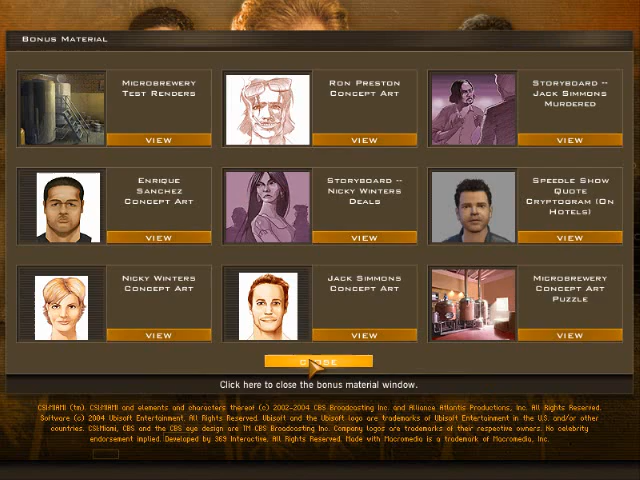 Bonus Material
Microbrewery
Test Renders
VIEW
Ron Preston
Concept Art
VIEW
Storyboard --
Jack Simmons
Murdered
VIEW
Enrique
Sanchez
Concept Art
VIEW
Storyboard --
Nicky Winters
Deals
VIEW
Speedle Show
Quote
Cryptogram (On
Hotels)
VIEW
Nicky Winters
Concept Art
VIEW
Jack Simmons
Concept Art
VIEW
Microbrewery
Concept Art
Puzzle
VIEW
CLOSE
Click here to close the bonus material window.
CSI:MIAMI (tm). CSI:MIAMI and elements and characters thereof (c) 2002-2004 CBS Broadcasting Inc. and Alliance Atlantis Productions, Inc. All Rights Reserved.
Software (c) 2004 Ubisoft Entertainment. All Rights Reserved. Ubisoft and the Ubisoft logo are trademarks of Ubisoft Entertainment in the U.S. and/or other
countries. CSI:Miami, CBS and the CBS eye design are TM CBS Broadcasting Inc. Company logos are trademarks of their respective owners. No celebrity
endorsement implied. Developed by 369 Interactive. All Rights Reserved. Made with Macromedia is a trademark of Macromedia, Inc.